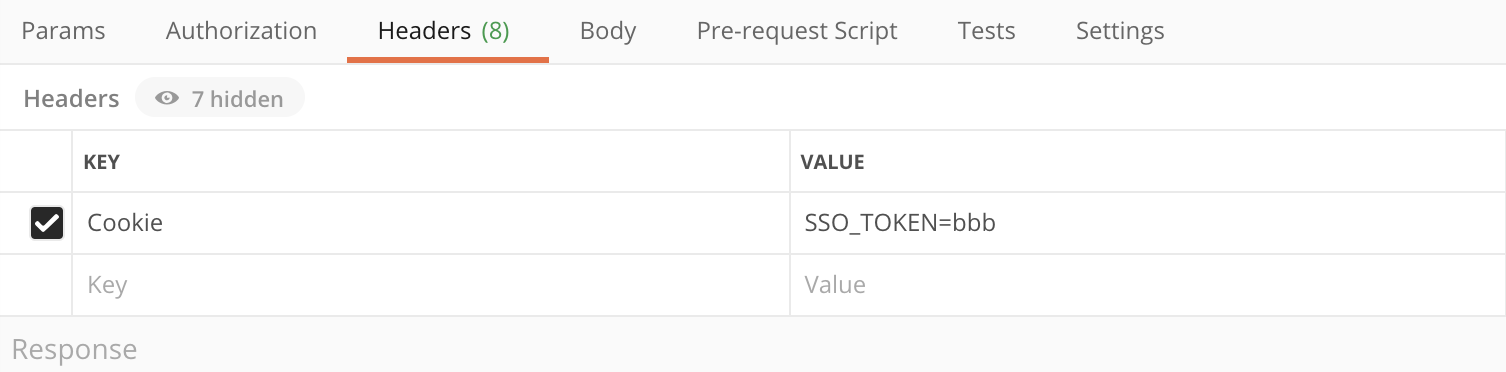 Params Authorization Headers (8) Body Pre-request Script Tests Settings
Headers 7 hidden
KEY VALUE
Cookie SSO_TOKEN=bbb
Key Value
Response